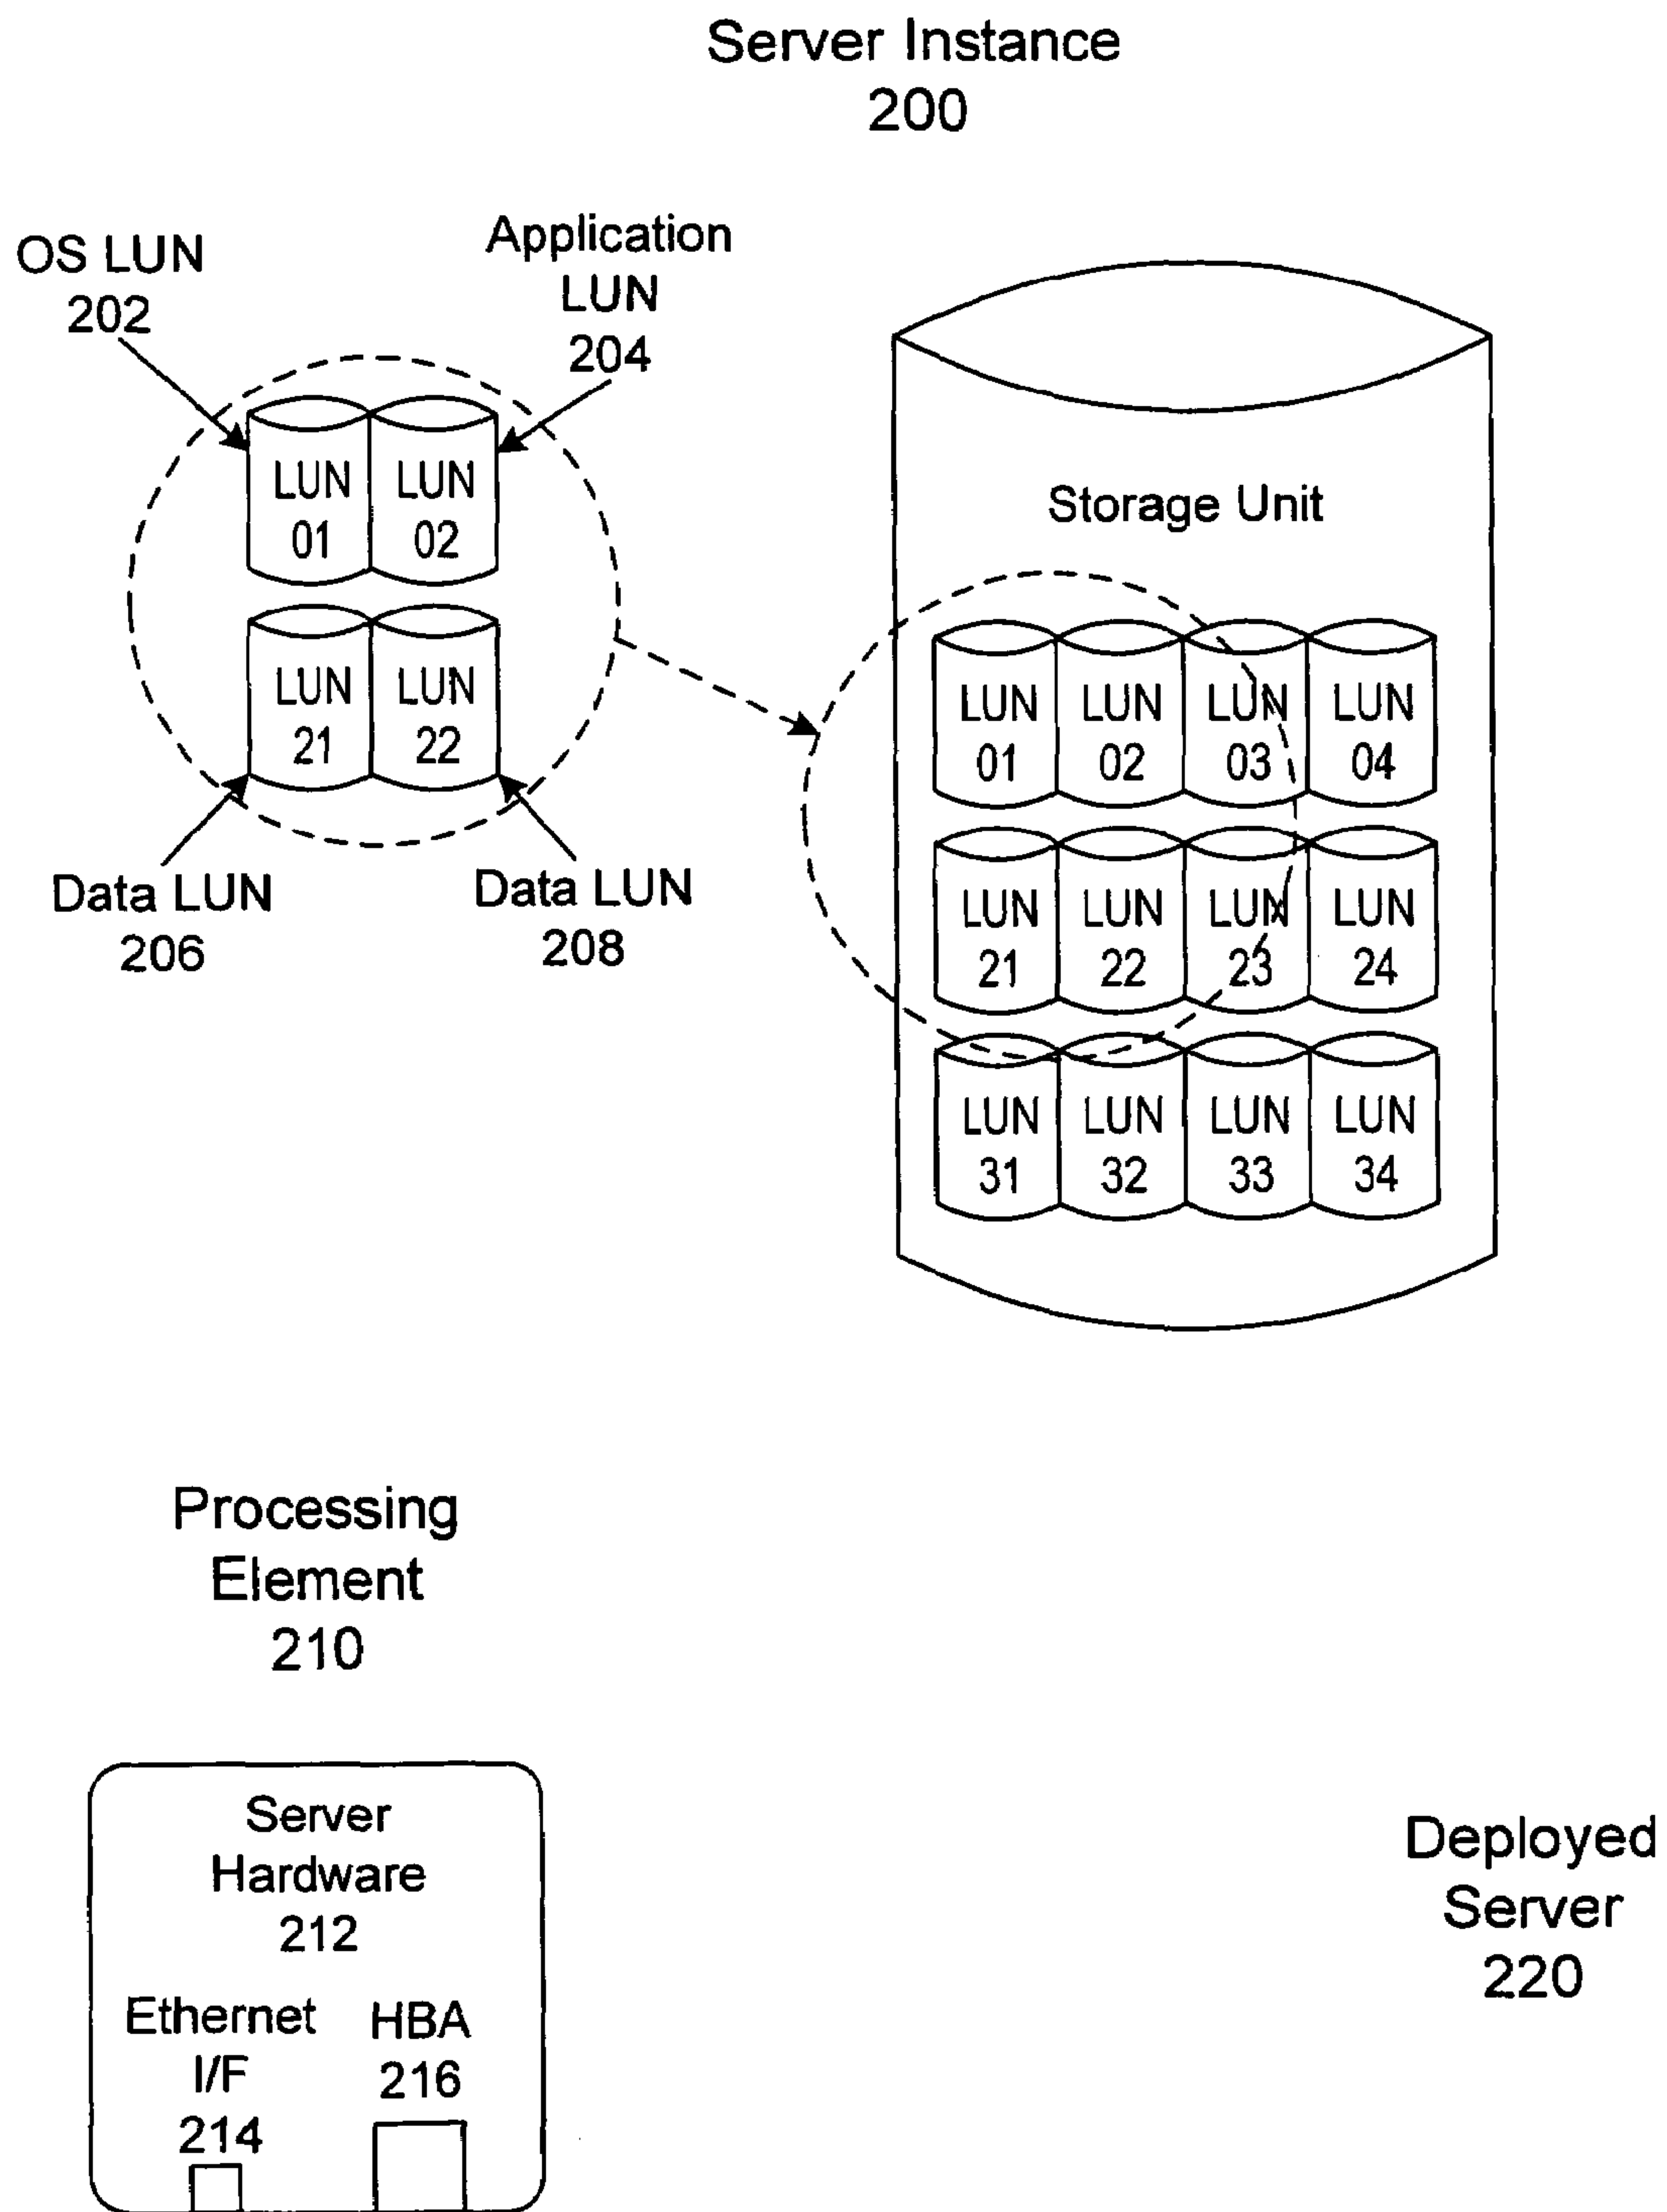 Server Instance
200
OS LUN
202
Application
LUN
204
LUN
01
LUN
02
LUN
21
LUN
22
Data LUN
206
Data LUN
208
Storage Unit
LUN LUN LUN LUN
01 02 03 04
LUN LUN LUN LUN
21 22 23 24
LUN LUN LUN LUN
31 32 33 34
Processing
Element
210
Server
Hardware
212
Ethernet
I/F
214
HBA
216
Deployed
Server
220